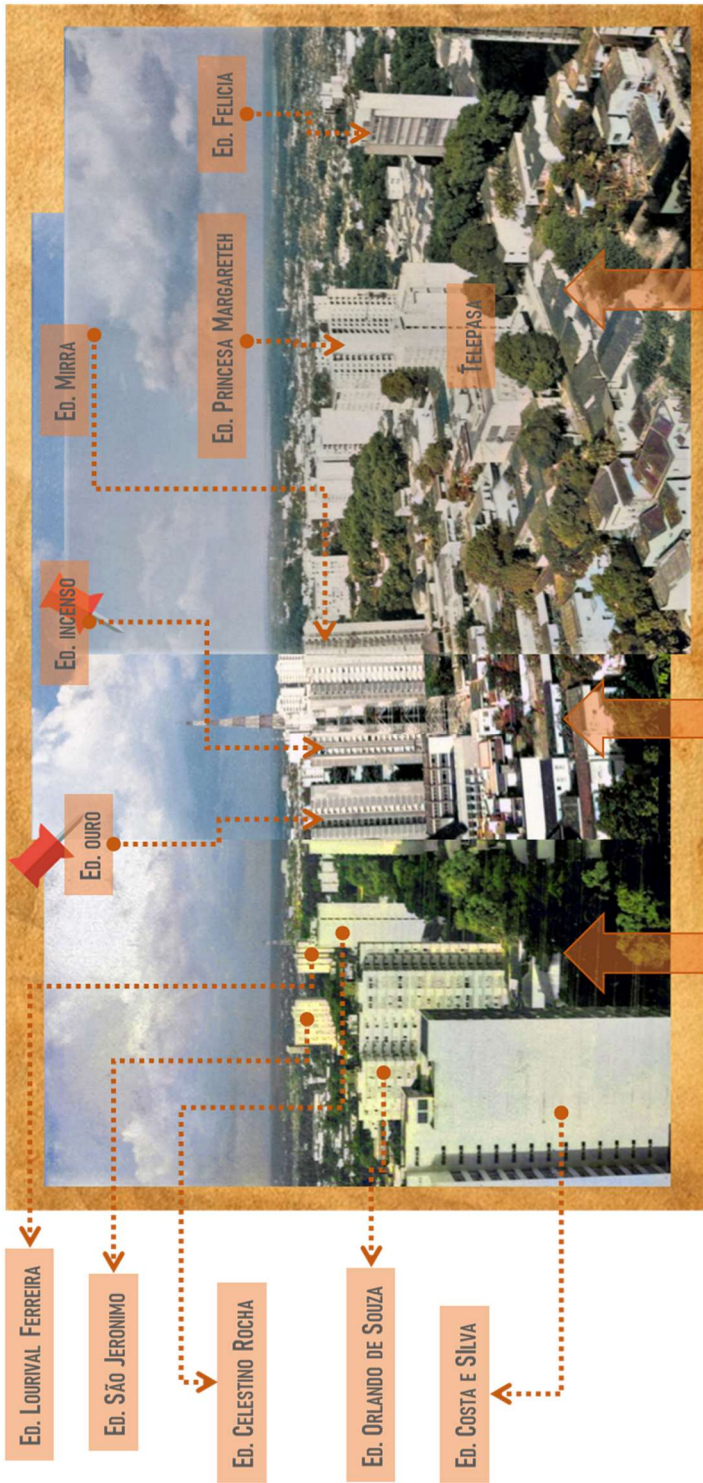 Ed. Lourival Ferreira
Ed. São Jeronimo
Ed. Celestino Rocha
Ed. Orlando de Souza
Ed. Costa e Silva
Ed. ouro
Ed. incenso
Ed. Mirra
Ed. Princesa Margareteh
Telepasa
Ed. Felicia